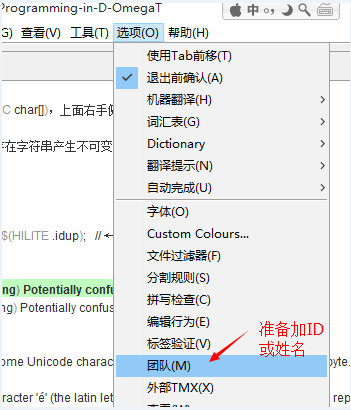 Programming-in-D-OmegaT
中
G) 查看(V) 工具(T) 选项(O) 帮助(H)
使用Tab前移(T)
退出前确认(A)
C char[])，上面右手侧
机器翻译(H)
词汇表(G)
在字符串产生不可变
Dictionary
翻译提示(N)
自动完成(U)
字体(O)
$(HILITE .idup); // ←
Custom Colours...
文件过滤器(F)
分割规则(S)
ng) Potentially confu
拼写检查(C)
ng) Potentially confus
编辑行为(E)
准备加ID
或姓名
标签验证(V)
ome Unicode charac
团队(M)
byte.
外部TMX(X)
racter 'é' (the latin let
rep